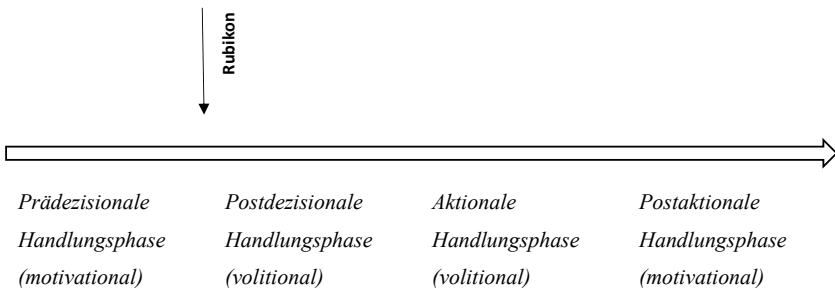 Rubikon
Prädezisionale
Handlungsphase
(motivational)
Postdezisionale
Handlungsphase
(volitional)
Aktionale
Handlungsphase
(volitional)
Postaktionale
Handlungsphase
(motivational)